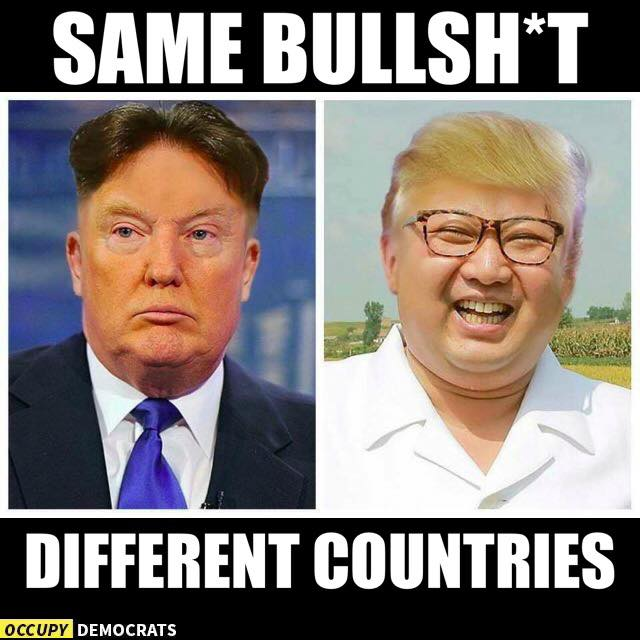 SAME BULLSH*T
DIFFERENT COUNTRIES
OCCUPY DEMOCRATS